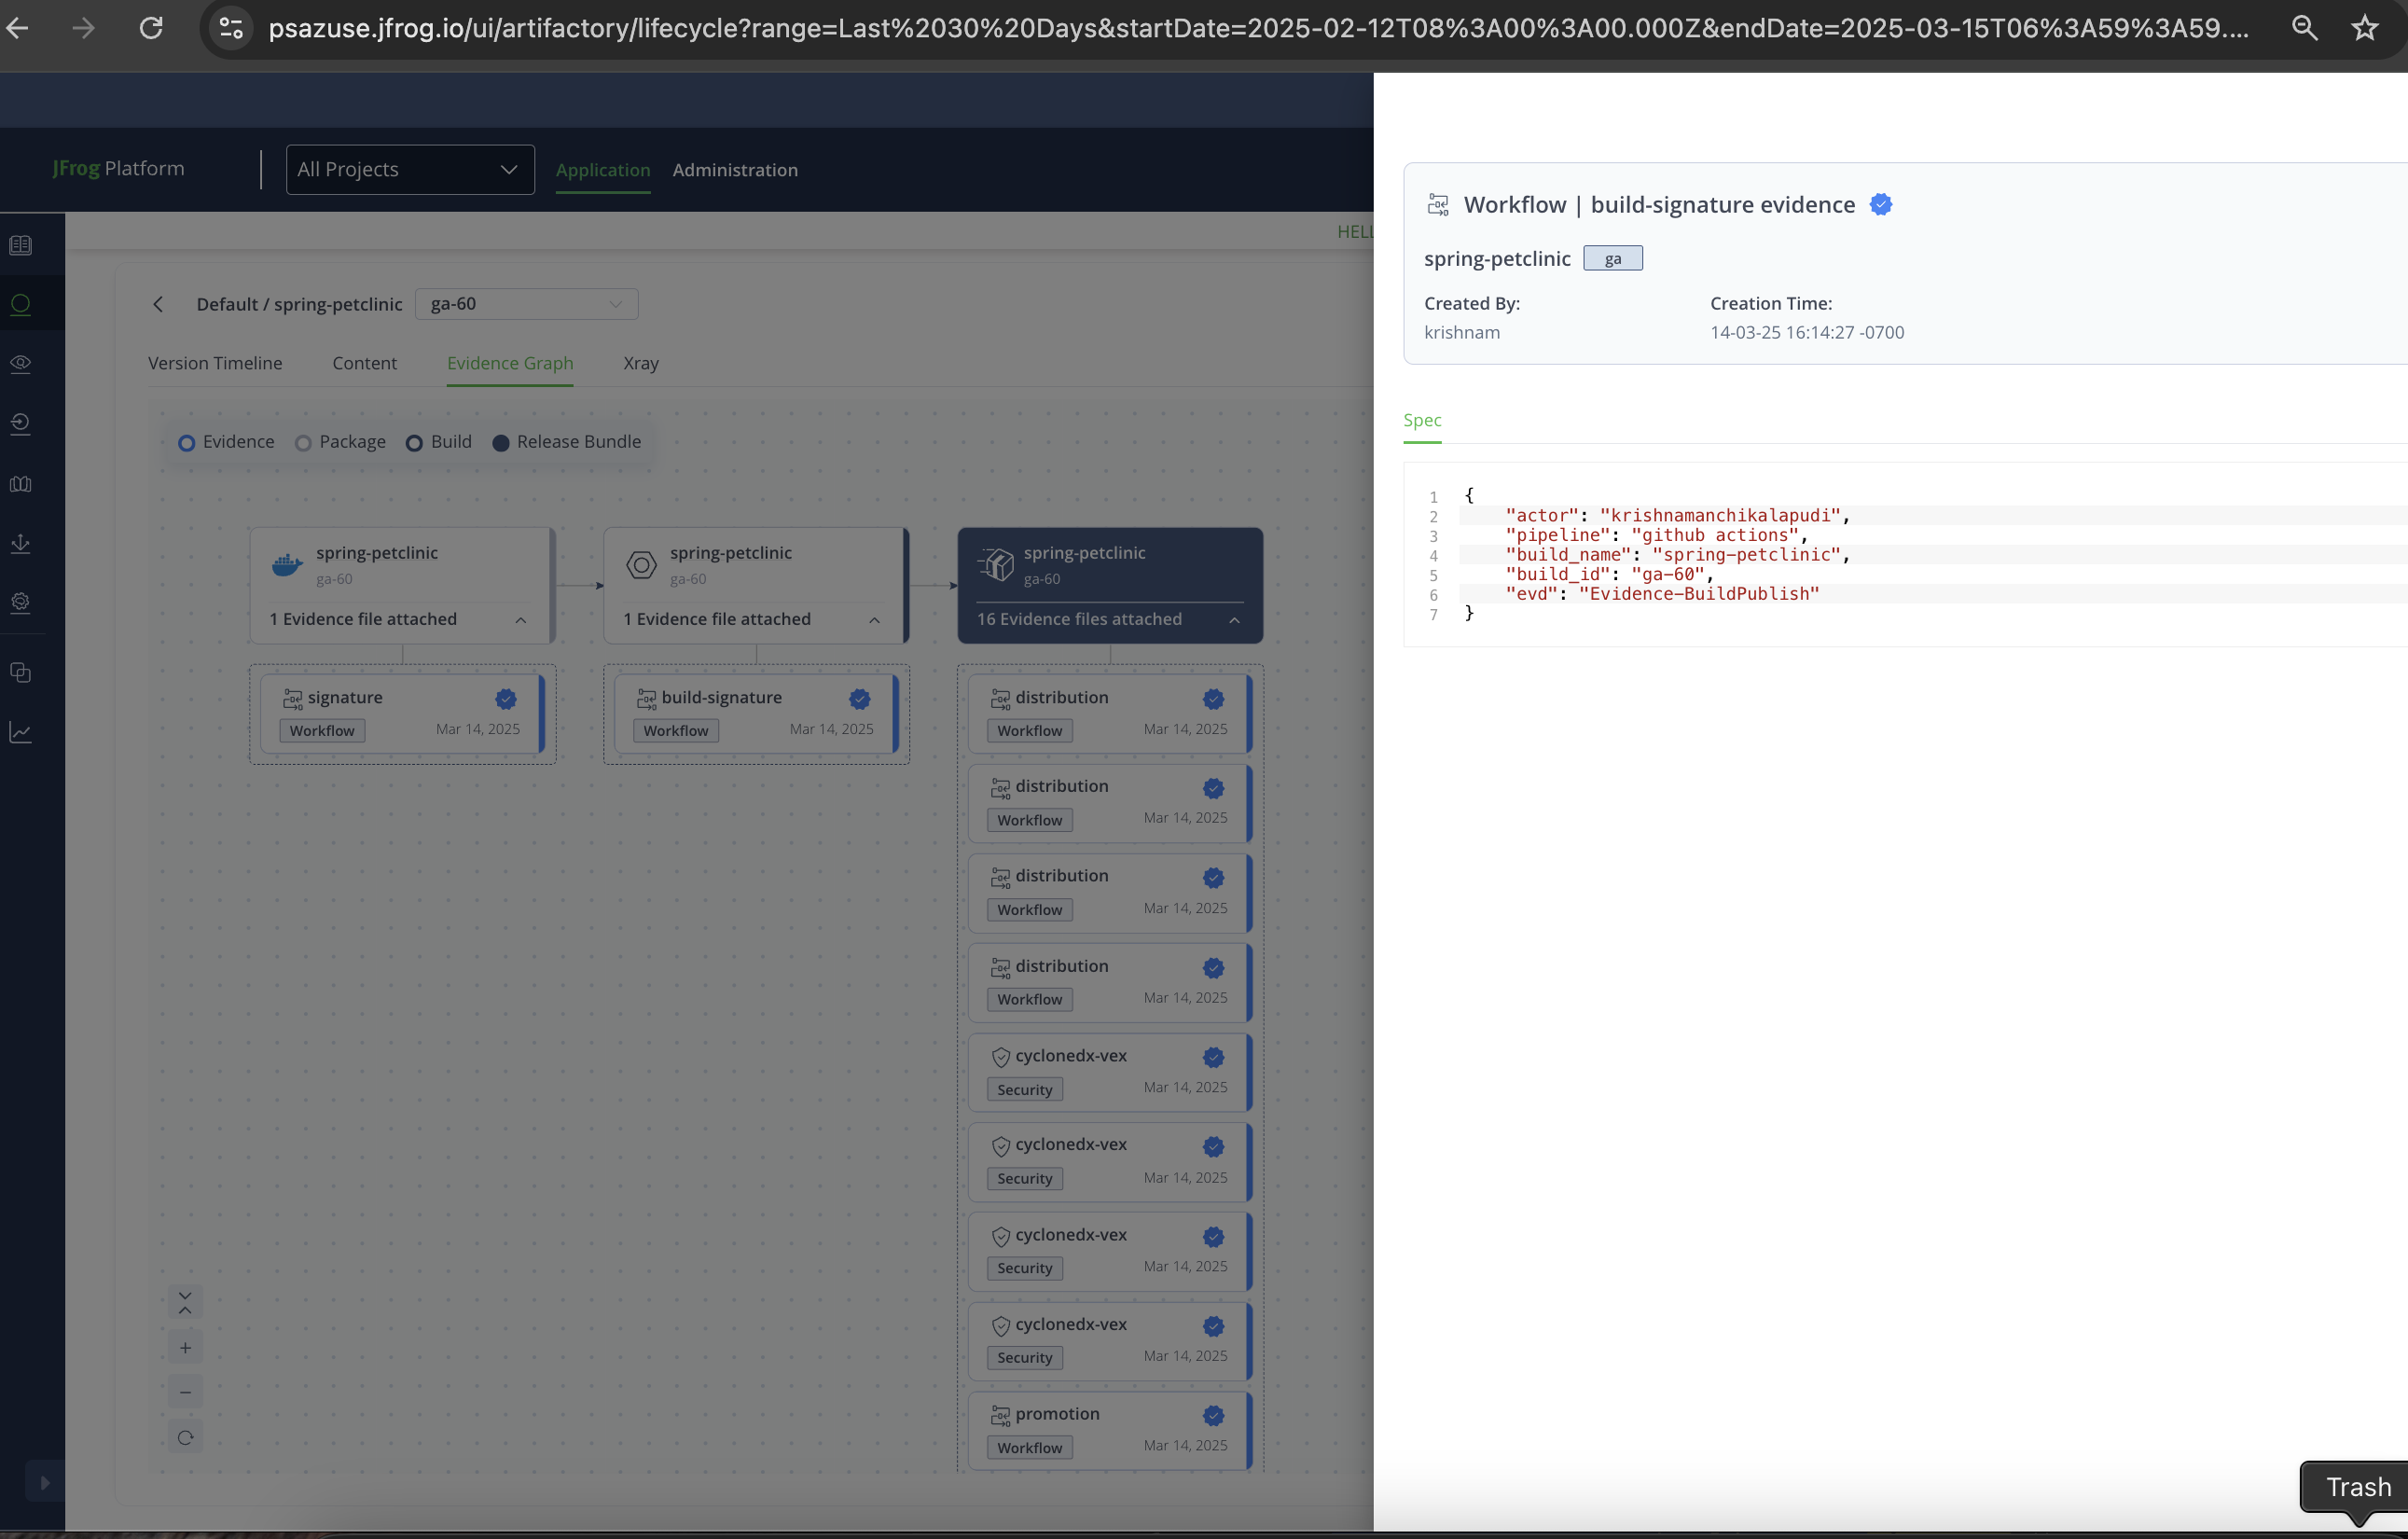 psazuse.jfrog.io/ui/artifactory/lifecycle?range=Last%2030%20Days&startDate=2025-02-12T08%3A00%3A00.000Z&endDate=2025-03-15T06%3A59%3A59....
JFrog Platform
All Projects
Application
Administration
HELL
Default / spring-petclinic
ga-60
Version Timeline
Content
Evidence Graph
Xray
Evidence
Package
Build
Release Bundle
spring-petclinic
ga-60
1 Evidence file attached
signature
Workflow
Mar 14, 2025
spring-petclinic
ga-60
1 Evidence file attached
build-signature
Workflow
Mar 14, 2025
spring-petclinic
ga-60
16 Evidence files attached
distribution
Workflow
Mar 14, 2025
distribution
Workflow
Mar 14, 2025
distribution
Workflow
Mar 14, 2025
distribution
Workflow
Mar 14, 2025
cyclonedx-vex
Security
Mar 14, 2025
cyclonedx-vex
Security
Mar 14, 2025
cyclonedx-vex
Security
Mar 14, 2025
cyclonedx-vex
Security
Mar 14, 2025
promotion
Workflow
Mar 14, 2025
Workflow | build-signature evidence
spring-petclinic
ga
Created By:
krishnam
Creation Time:
14-03-25 16:14:27 -0700
Spec
1 {
2 "actor": "krishnamanchikalapudi",
3 "pipeline": "github actions",
4 "build_name": "spring-petclinic",
5 "build_id": "ga-60",
6 "evd": "Evidence-BuildPublish"
7 }
Trash